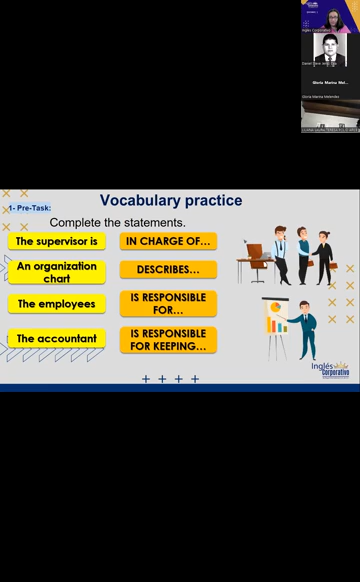 Gloria Marina Mel...
Gloria Marina Melendez
Vocabulary practice
1- Pre-Task:
Complete the statements.
The supervisor is
IN CHARGE OF...
An organization
chart
DESCRIBES...
The employees
IS RESPONSIBLE
FOR...
The accountant
IS RESPONSIBLE
FOR KEEPING...
Inglés
Corporativo